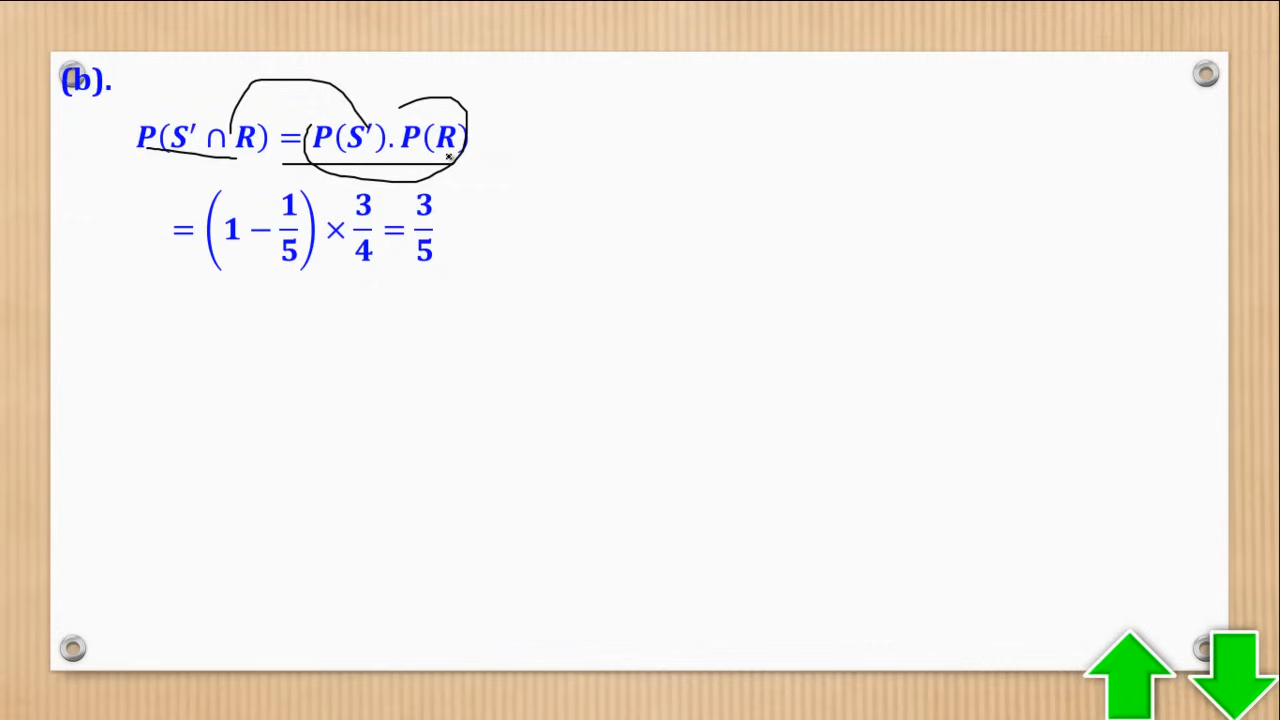 (b).
P(S′ ∩ R) = P(S′). P(R)
= (1 − 1/5) × 3/4 = 3/5